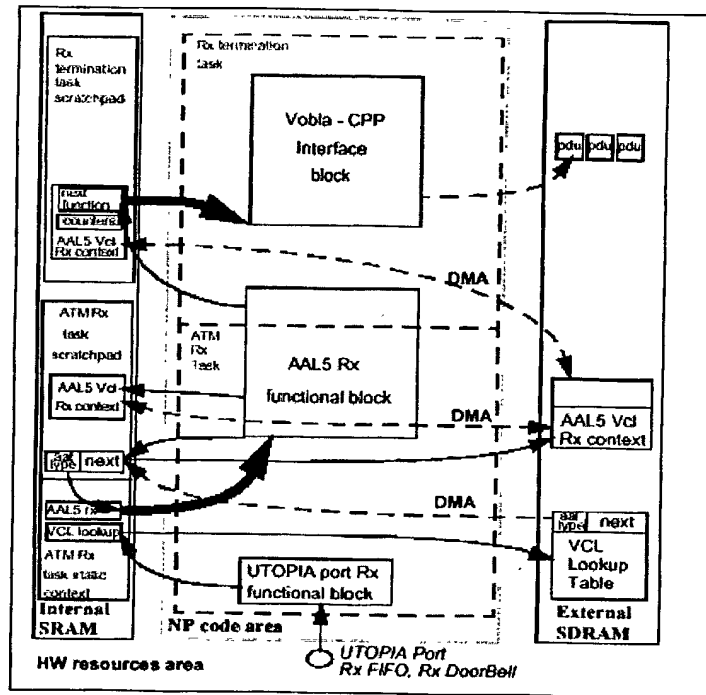 Rx
termination
task
scratchpad
next
function
counters
AAL5 Vcl
Rx context
ATM Rx
task
scratchpad
AAL5 Vcl
Rx context
aal
type
next
AAL5 rx
VCL lookup
ATM Rx
task static
context
Internal
SRAM
Rx termination
task
Vobla - CPP
Interface
block
ATM
Rx
Task
AAL5 Rx
functional block
UTOPIA port Rx
functional block
NP code area
DMA
DMA
DMA
pdu pdu pdu
AAL5 Vcl
Rx context
aal
type
next
VCL
Lookup
Table
External
SDRAM
HW resources area
UTOPIA Port
Rx FIFO, Rx DoorBell